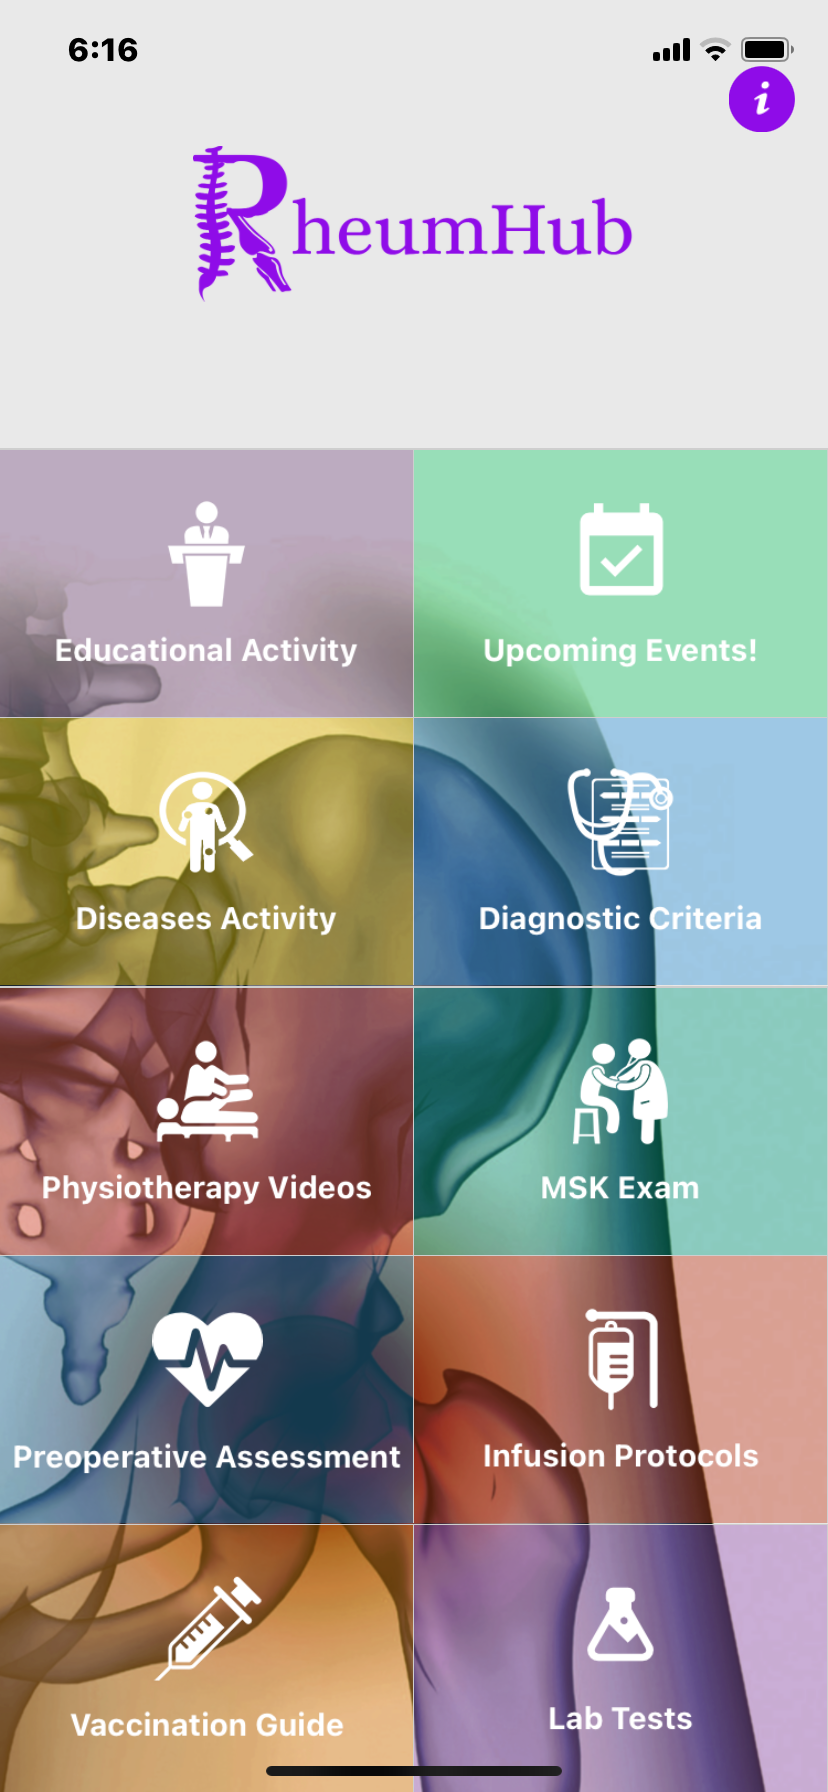 6:16
i
RheumHub
Educational Activity
Upcoming Events!
Diseases Activity
Diagnostic Criteria
Physiotherapy Videos
MSK Exam
Preoperative Assessment
Infusion Protocols
Vaccination Guide
Lab Tests